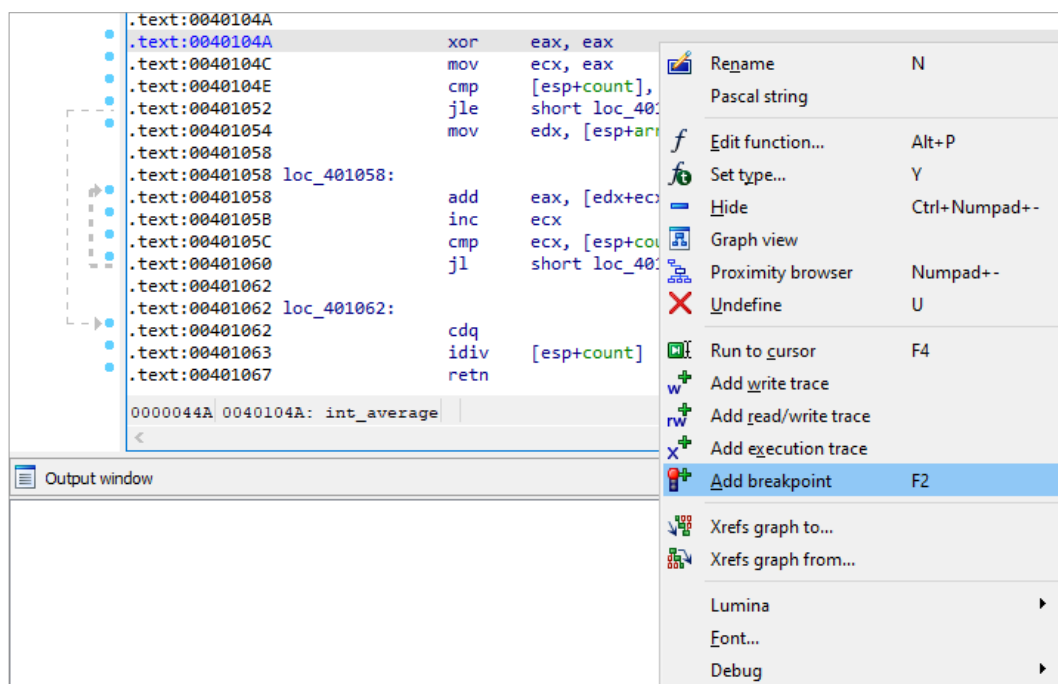 .text:0040104A
.text:0040104A xor eax, eax
.text:0040104C mov ecx, eax
.text:0040104E cmp [esp+count],
.text:00401052 jle short loc_401
.text:00401054 mov edx, [esp+arr
.text:00401058
.text:00401058 loc_401058:
.text:00401058 add eax, [edx+ecx
.text:0040105B inc ecx
.text:0040105C cmp ecx, [esp+cou
.text:00401060 jl short loc_401
.text:00401062
.text:00401062 loc_401062:
.text:00401062 cdq
.text:00401063 idiv [esp+count]
.text:00401067 retn
0000044A 0040104A: int_average
Output window
Rename N
Pascal string
Edit function... Alt+P
Set type... Y
Hide Ctrl+Numpad+-
Graph view
Proximity browser Numpad+-
Undefine U
Run to cursor F4
Add write trace
Add read/write trace
Add execution trace
Add breakpoint F2
Xrefs graph to...
Xrefs graph from...
Lumina
Font...
Debug